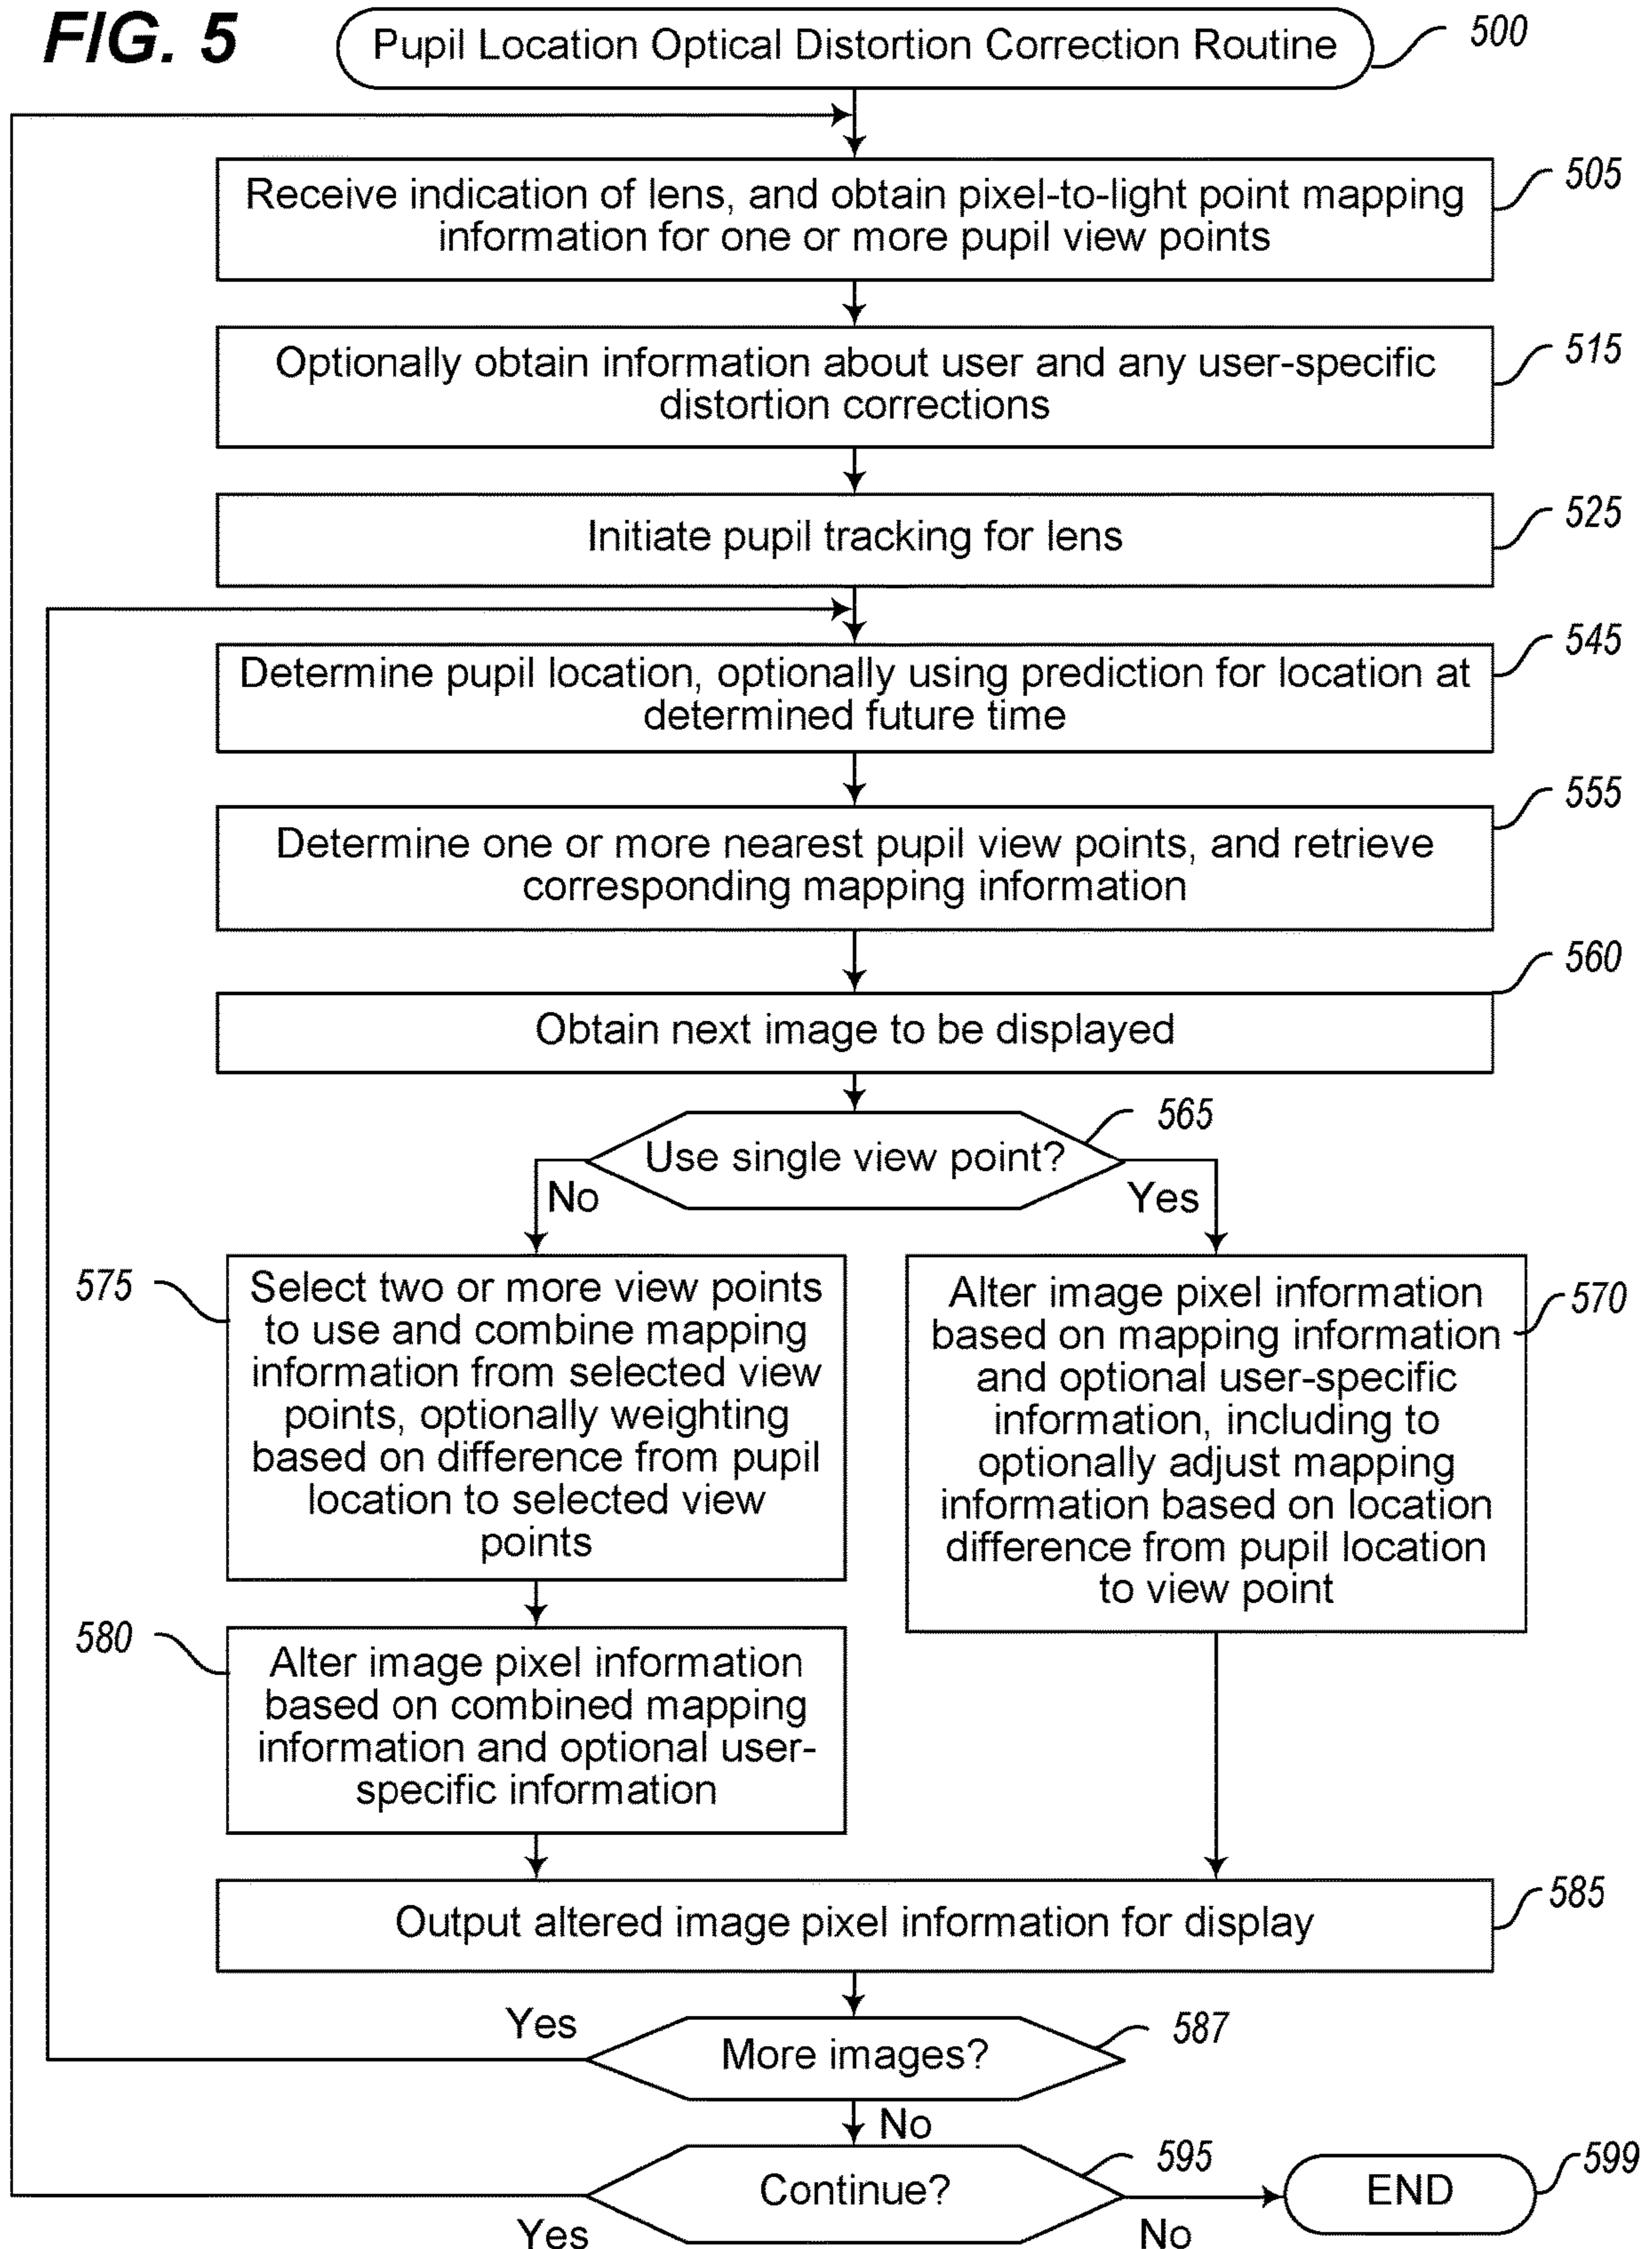 FIG. 5
Pupil Location Optical Distortion Correction Routine
500
Receive indication of lens, and obtain pixel-to-light point mapping
information for one or more pupil view points
505
Optionally obtain information about user and any user-specific
distortion corrections
515
Initiate pupil tracking for lens
525
Determine pupil location, optionally using prediction for location at
determined future time
545
Determine one or more nearest pupil view points, and retrieve
corresponding mapping information
555
Obtain next image to be displayed
560
Use single view point?
565
No
Yes
575
Select two or more view points
to use and combine mapping
information from selected view
points, optionally weighting
based on difference from pupil
location to selected view
points
Alter image pixel information
based on mapping information
and optional user-specific
information, including to
optionally adjust mapping
information based on location
difference from pupil location
to view point
570
580
Alter image pixel information
based on combined mapping
information and optional user-
specific information
Output altered image pixel information for display
585
Yes
More images?
587
No
Continue?
595
Yes
No
END
599